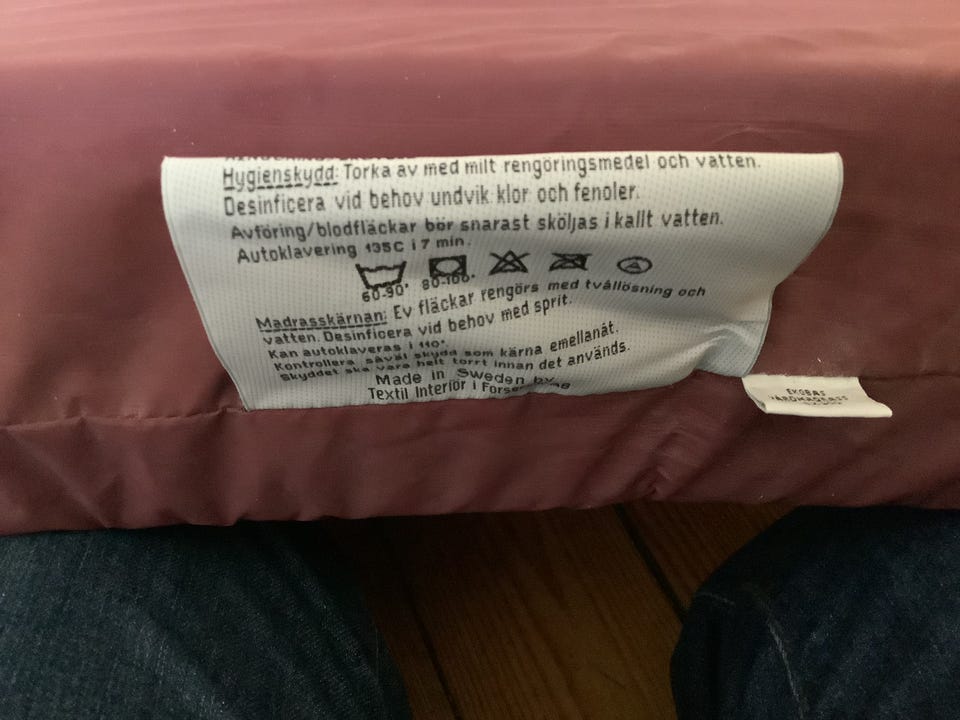 Hygienskydd: Torka av med milt rengöringsmedel och vatten.
Desinficera vid behov undvik klor och fenoler.
Avföring/blodfläckar bör snarast sköljas i kallt vatten.
Autoklavering 135C i 7 min.
60-90° 80-100°
Madrasskärnan: Ev fläckar rengörs med tvållösning och
vatten. Desinficera vid behov med sprit.
Kan autoklaveras i 110°.
Kontrollera såväl skydd som kärna emellanåt.
Skyddet ska vara helt torrt innan det används.
Made in Sweden by
Textil Interiör i
EKOBAS